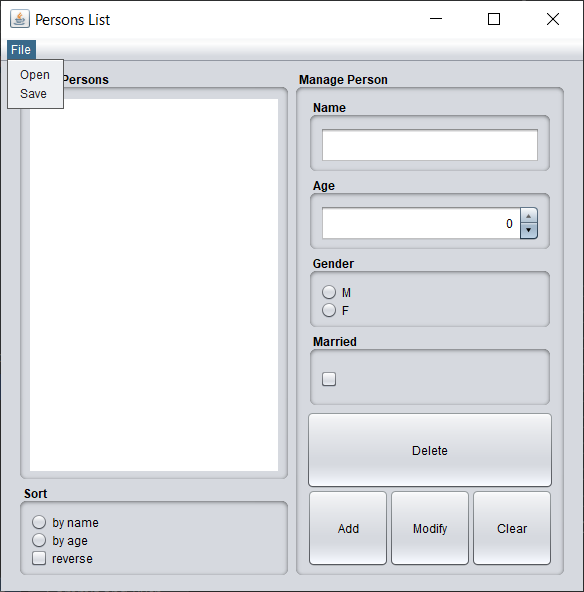 Persons List
File
Open
Save
Persons
Sort
by name
by age
reverse
Manage Person
Name
Age
0
Gender
M
F
Married
Delete
Add
Modify
Clear